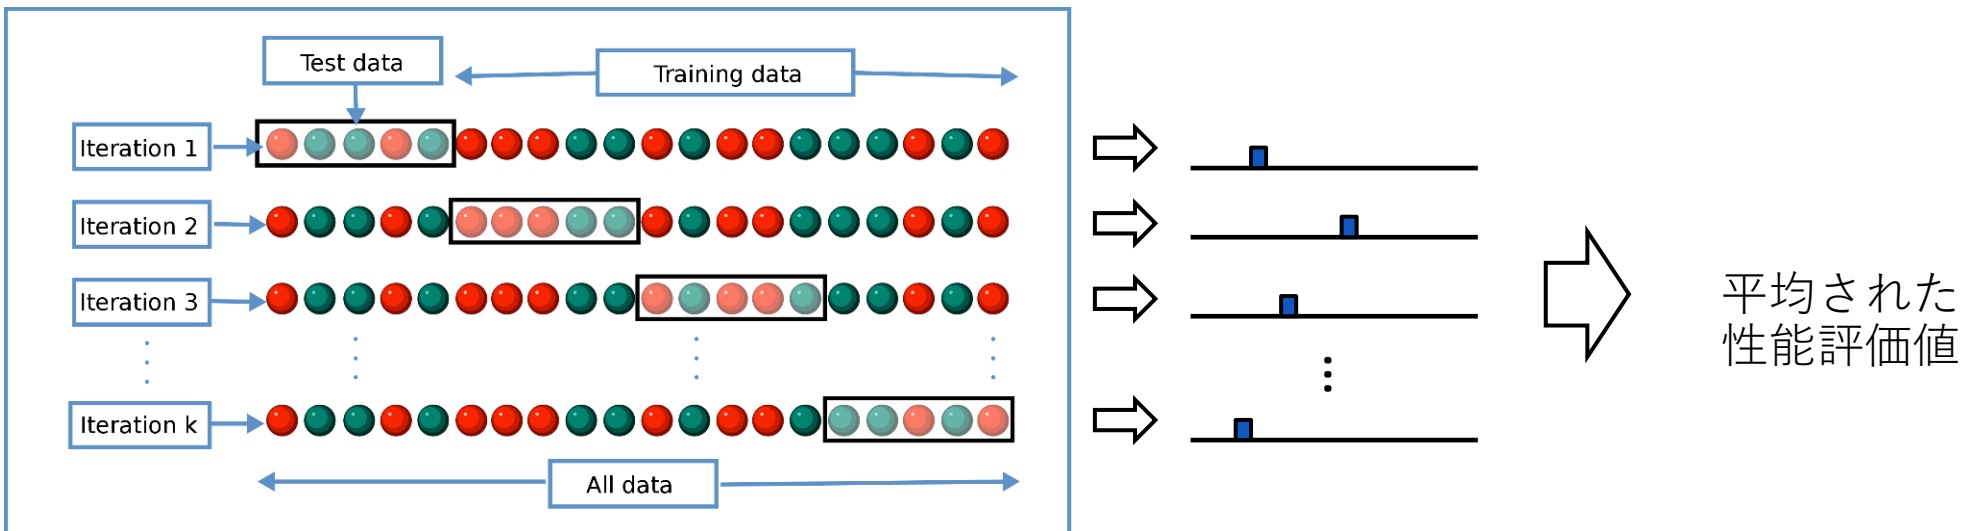 Test data
Training data
Iteration 1
Iteration 2
Iteration 3
Iteration k
All data
平均された
性能評価値